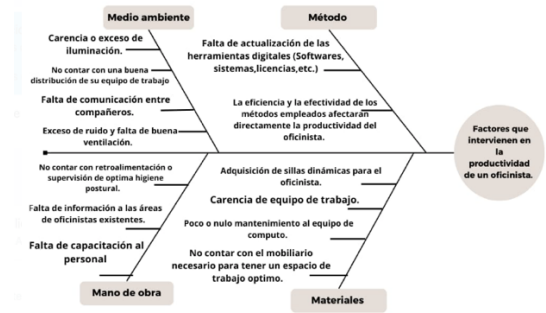 Medio ambiente
Método
Carencia o exceso de
iluminación.
No contar con una buena
distribución de su equipo de trabajo
Falta de comunicación entre
compañeros.
Exceso de ruido y falta de buena
ventilación.
Falta de actualización de las
herramientas digitales (Softwares,
sistemas,licencias,etc.)
La eficiencia y la efectividad de los
métodos empleados afectaran
directamente la productividad del
oficinista.
Factores que
intervienen en
la
productividad
de un oficinista.
No contar con retroalimentación o
supervisión de optima higiene
postural.
Falta de información a las áreas
de oficinistas existentes.
Falta de capacitación al
personal
Adquisición de sillas dinámicas para el
oficinista.
Carencia de equipo de trabajo.
Poco o nulo mantenimiento al equipo de
computo.
No contar con el mobiliario
necesario para tener un espacio de
trabajo optimo.
Mano de obra
Materiales